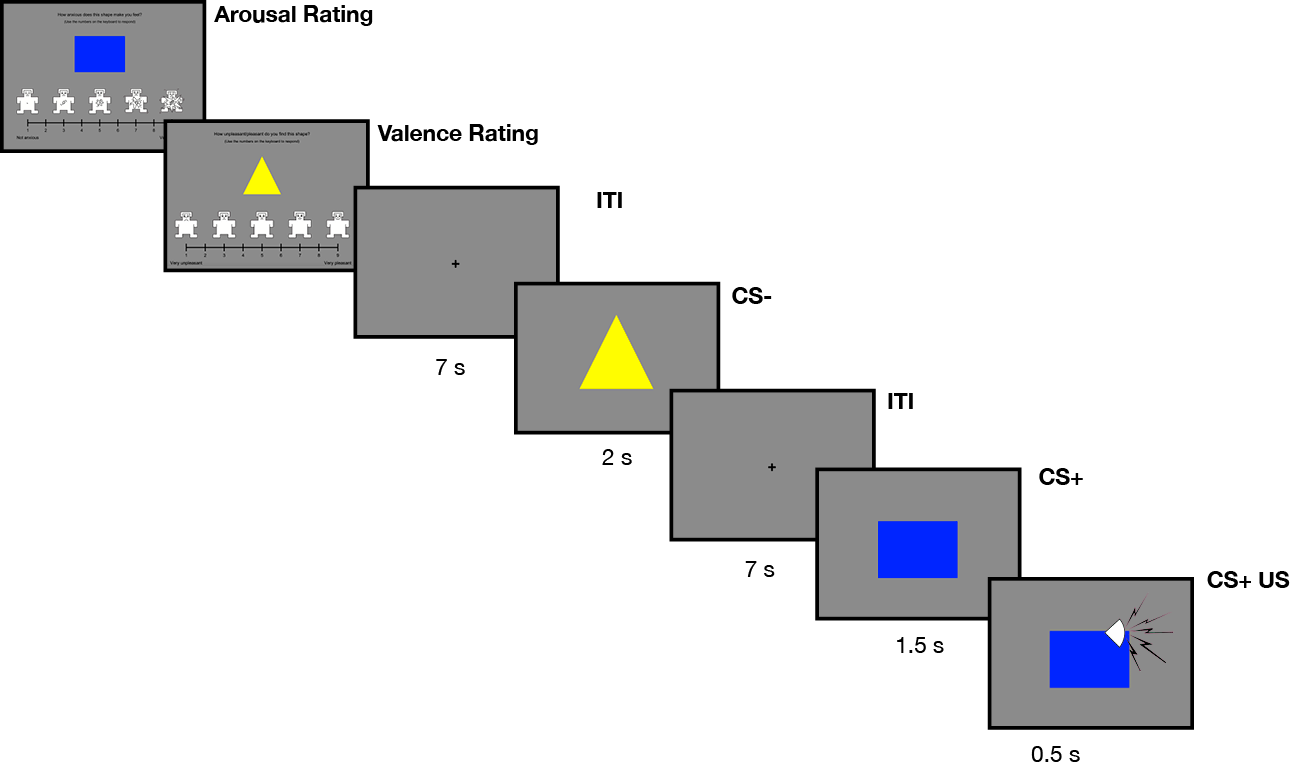 Arousal Rating
How anxious does this shape make you feel?
(Use the numbers on the keyboard to respond)
1 2 3 4 5 6 7 8
Not anxious
Valence Rating
How unpleasant/pleasant do you find this shape?
(Use the numbers on the keyboard to respond)
1 2 3 4 5 6 7 8 9
Very unpleasant Very pleasant
ITI
+
7 s
CS-
2 s
ITI
+
7 s
CS+
1.5 s
CS+ US
0.5 s